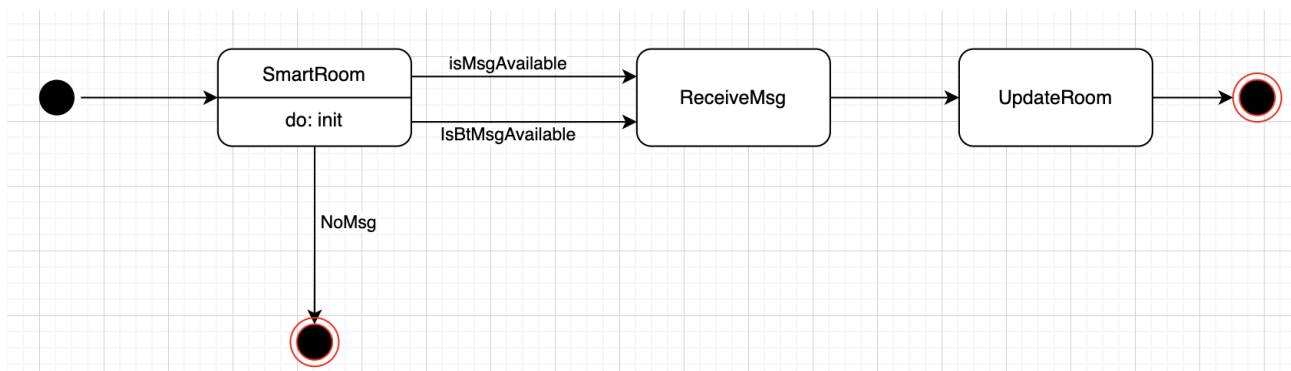 SmartRoom
do: init
isMsgAvailable
IsBtMsgAvailable
ReceiveMsg
UpdateRoom
NoMsg